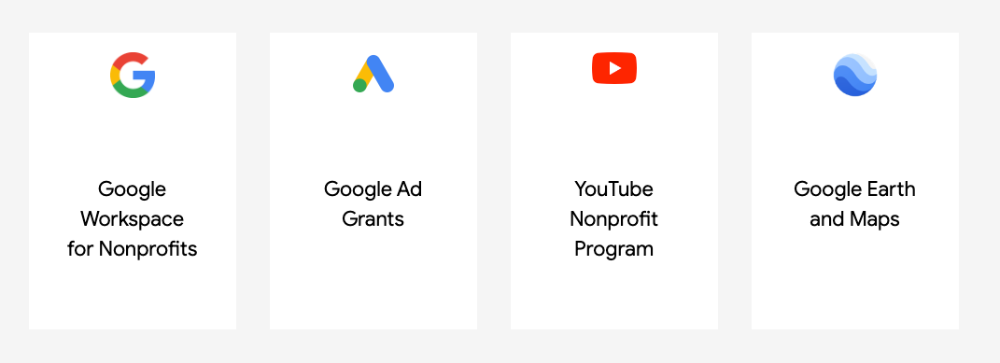 Google
Workspace
for Nonprofits
Google Ad
Grants
YouTube
Nonprofit
Program
Google Earth
and Maps